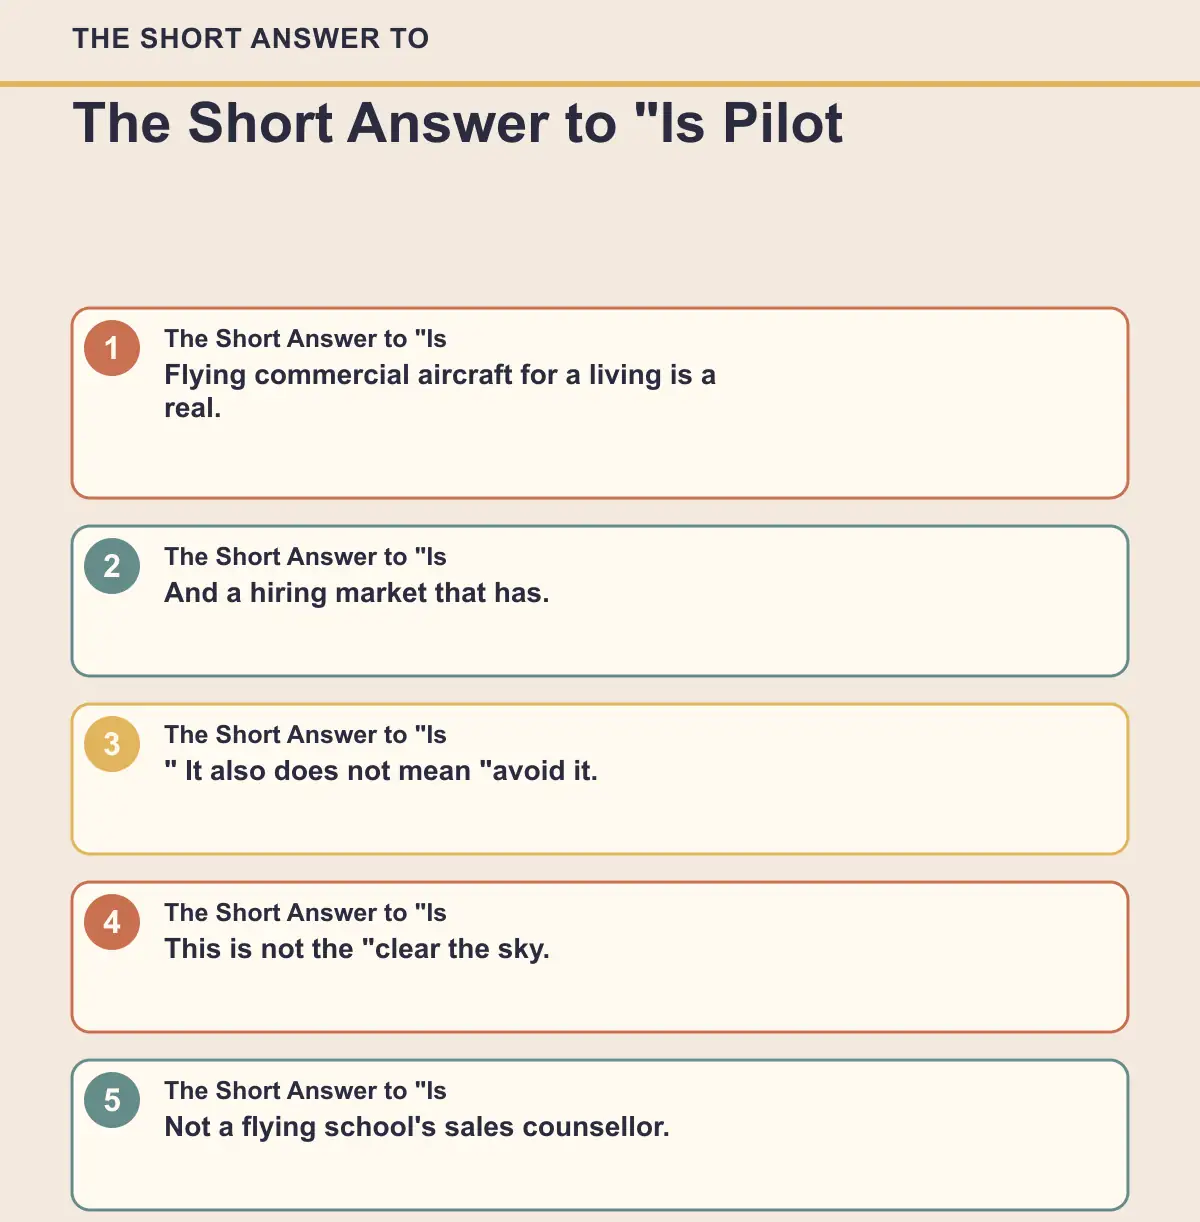 THE SHORT ANSWER TO
The Short Answer to "Is Pilot
1
The Short Answer to "Is
Flying commercial aircraft for a living is a
real.
2
The Short Answer to "Is
And a hiring market that has.
3
The Short Answer to "Is
" It also does not mean "avoid it.
4
The Short Answer to "Is
This is not the "clear the sky.
5
The Short Answer to "Is
Not a flying school's sales counsellor.